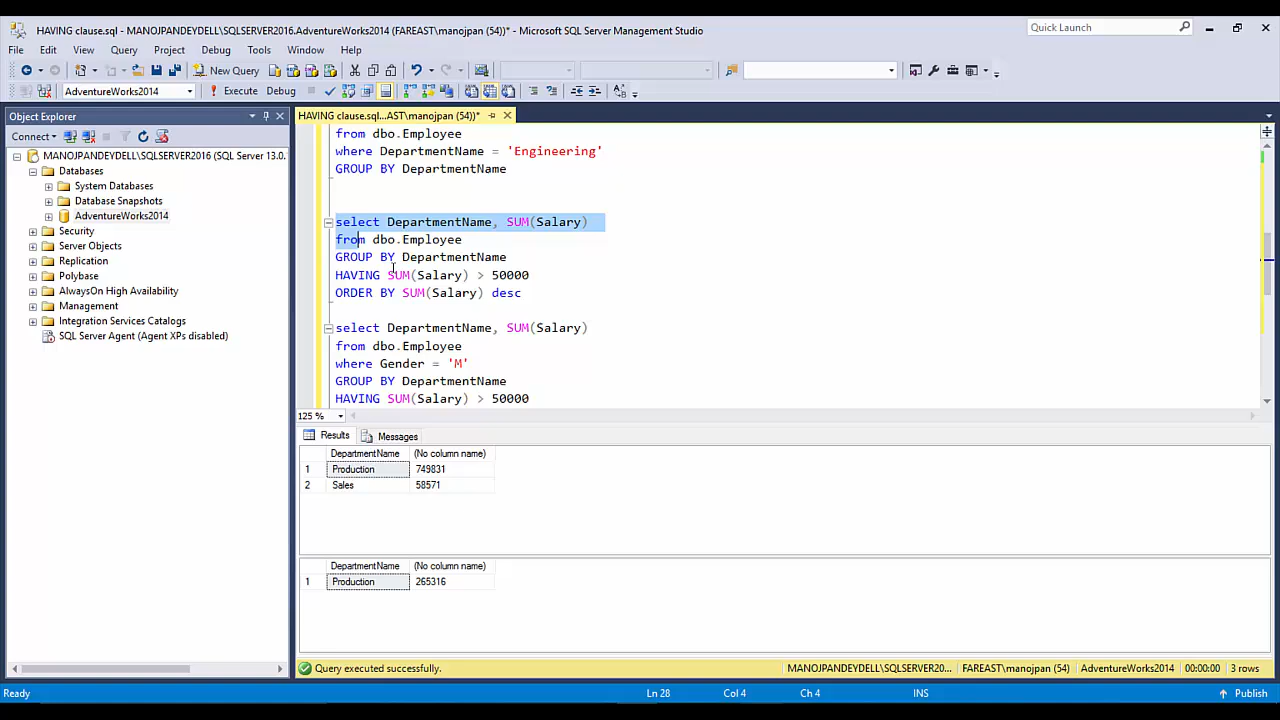 HAVING clause.sql - MANOJPANDEYDELL\SQLSERVER2016.AdventureWorks2014 (FAREAST\manojpan (54))* - Microsoft SQL Server Management Studio
Quick Launch
File Edit View Query Project Debug Tools Window Help
New Query
AdventureWorks2014
Execute Debug
Object Explorer
HAVING clause.sql...AST\manojpan (54))*
Connect
MANOJPANDEYDELL\SQLSERVER2016 (SQL Server 13.0.
Databases
System Databases
Database Snapshots
AdventureWorks2014
Security
Server Objects
Replication
Polybase
AlwaysOn High Availability
Management
Integration Services Catalogs
SQL Server Agent (Agent XPs disabled)
from dbo.Employee
where DepartmentName = 'Engineering'
GROUP BY DepartmentName
select DepartmentName, SUM(Salary)
from dbo.Employee
GROUP BY DepartmentName
HAVING SUM(Salary) > 50000
ORDER BY SUM(Salary) desc
select DepartmentName, SUM(Salary)
from dbo.Employee
where Gender = 'M'
GROUP BY DepartmentName
HAVING SUM(Salary) > 50000
125 %
Results Messages
DepartmentName (No column name)
1 Production 749831
2 Sales 58571
DepartmentName (No column name)
1 Production 265316
Query executed successfully.
MANOJPANDEYDELL\SQLSERVER20... FAREAST\manojpan (54) AdventureWorks2014 00:00:00 3 rows
Ready Ln 28 Col 4 Ch 4 INS Publish